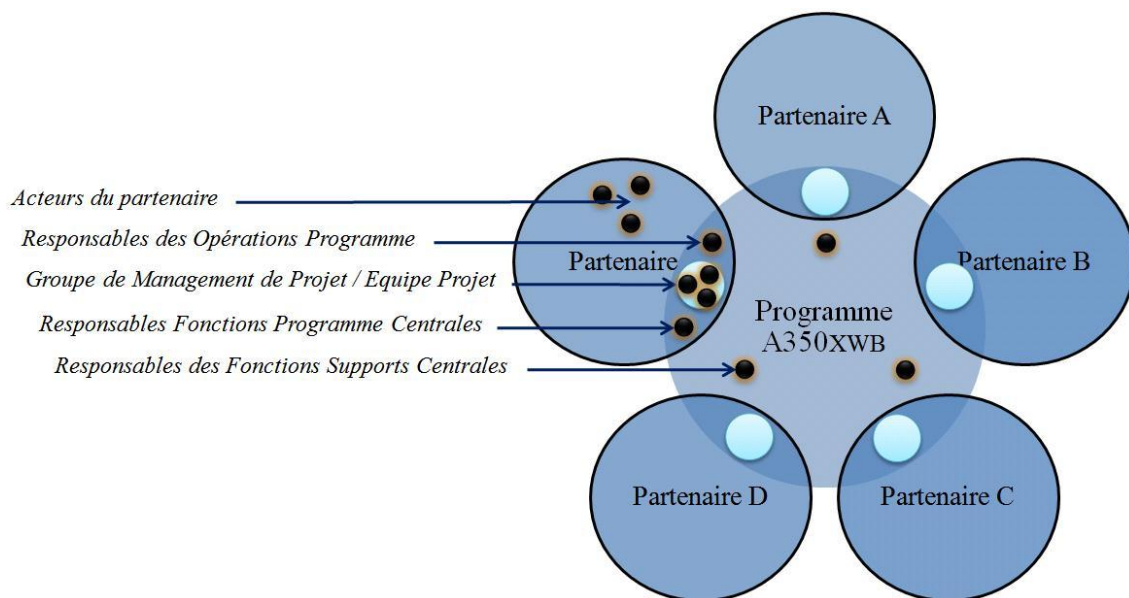 Partenaire A
Acteurs du partenaire
Responsables des Opérations Programme
Partenaire
Partenaire B
Groupe de Management de Projet / Equipe Projet
Programme
A350XWB
Responsables Fonctions Programme Centrales
Responsables des Fonctions Supports Centrales
Partenaire D
Partenaire C